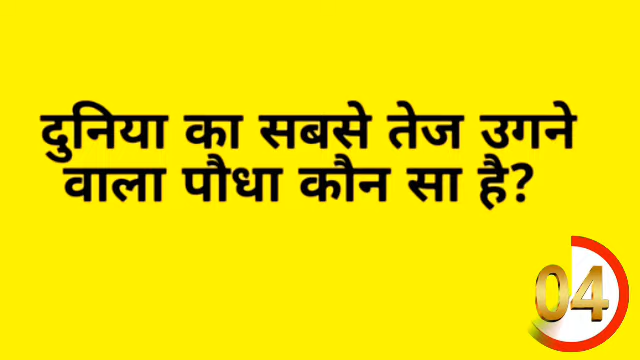 दुनिया का सबसे तेज उगने
वाला पौधा कौन सा है?
04